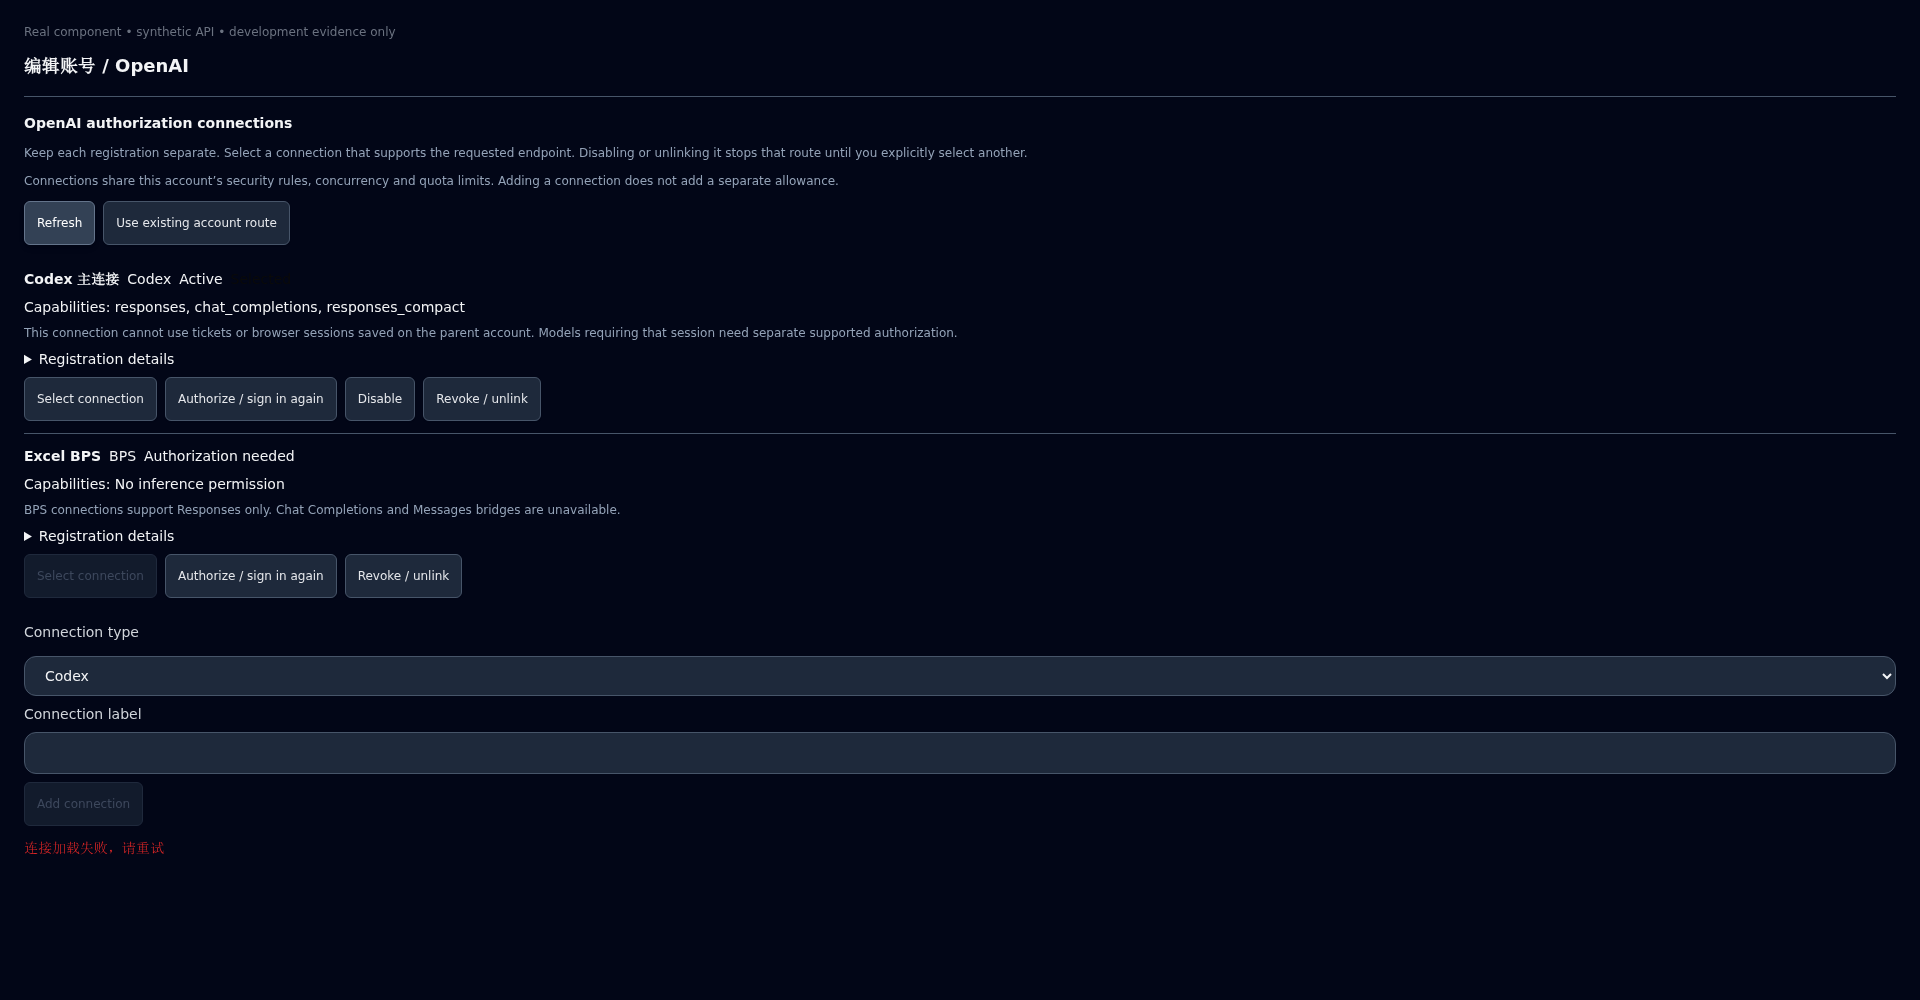 Real component • synthetic API • development evidence only
编辑账号 / OpenAI
OpenAI authorization connections
Keep each registration separate. Select a connection that supports the requested endpoint. Disabling or unlinking it stops that route until you explicitly select another.
Connections share this account’s security rules, concurrency and quota limits. Adding a connection does not add a separate allowance.
Refresh Use existing account route
Codex 主连接 Codex Active
Capabilities: responses, chat_completions, responses_compact
This connection cannot use tickets or browser sessions saved on the parent account. Models requiring that session need separate supported authorization.
Registration details
Select connection Authorize / sign in again Disable Revoke / unlink
Excel BPS BPS Authorization needed
Capabilities: No inference permission
BPS connections support Responses only. Chat Completions and Messages bridges are unavailable.
Registration details
Select connection Authorize / sign in again Revoke / unlink
Connection type
Codex
Connection label
Add connection
连接加载失败，请重试